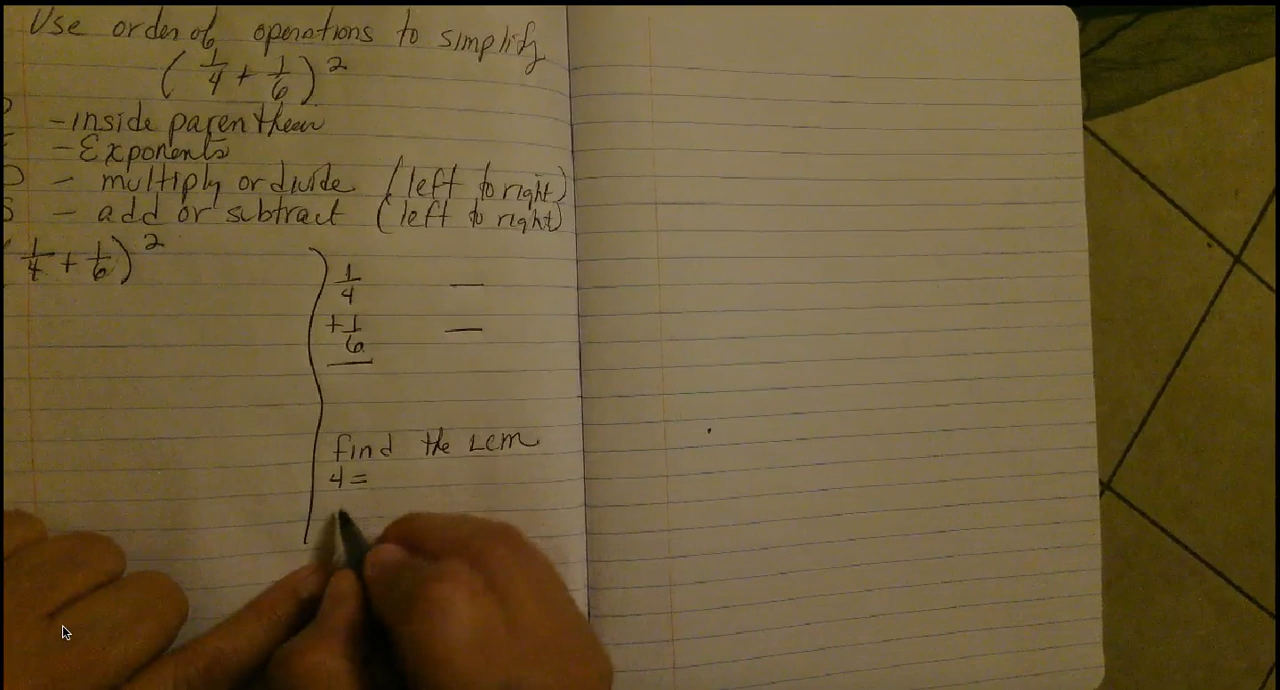 Use order of operations to simplify
(1/4 + 1/6)²
- inside parenthses
E - Exponents
D - multiply or divide (left to right)
S - add or subtract (left to right)
(1/4 + 1/6)²
1/4 —
+ 1/6 —
find the LCM
4 =